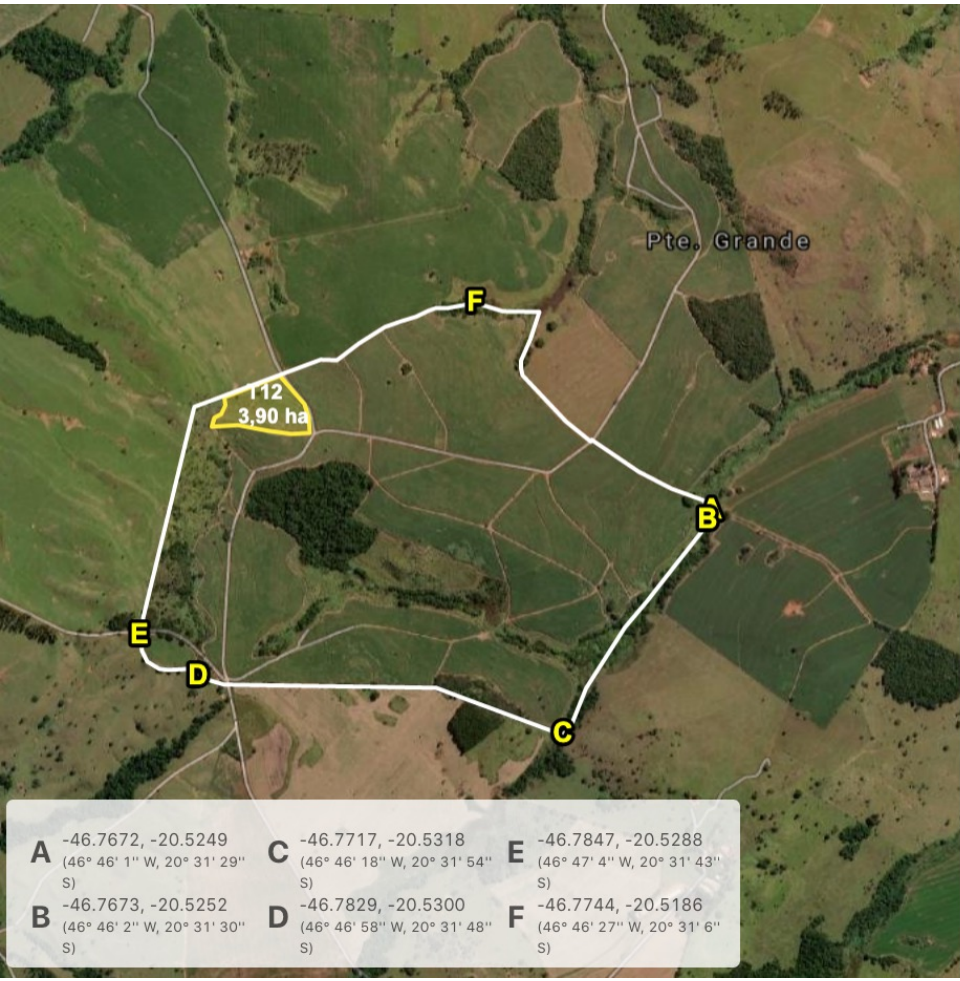 F
Pte. Grande
T12
3,90 ha
A
B
E
D
C
A -46.7672, -20.5249
(46° 46' 1'' W, 20° 31' 29''
S)
C -46.7717, -20.5318
(46° 46' 18'' W, 20° 31' 54''
S)
E -46.7847, -20.5288
(46° 47' 4'' W, 20° 31' 43''
S)
B -46.7673, -20.5252
(46° 46' 2'' W, 20° 31' 30''
S)
D -46.7829, -20.5300
(46° 46' 58'' W, 20° 31' 48''
S)
F -46.7744, -20.5186
(46° 46' 27'' W, 20° 31' 6''
S)